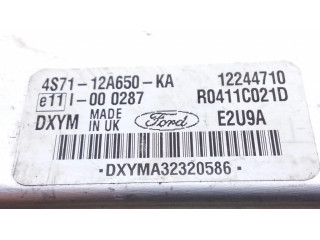 4S71-12A650-KA 12244710
e11 I-00 0287 R0411C021D
DXYM MADE IN UK Ford E2U9A
-DXYMA32320586-